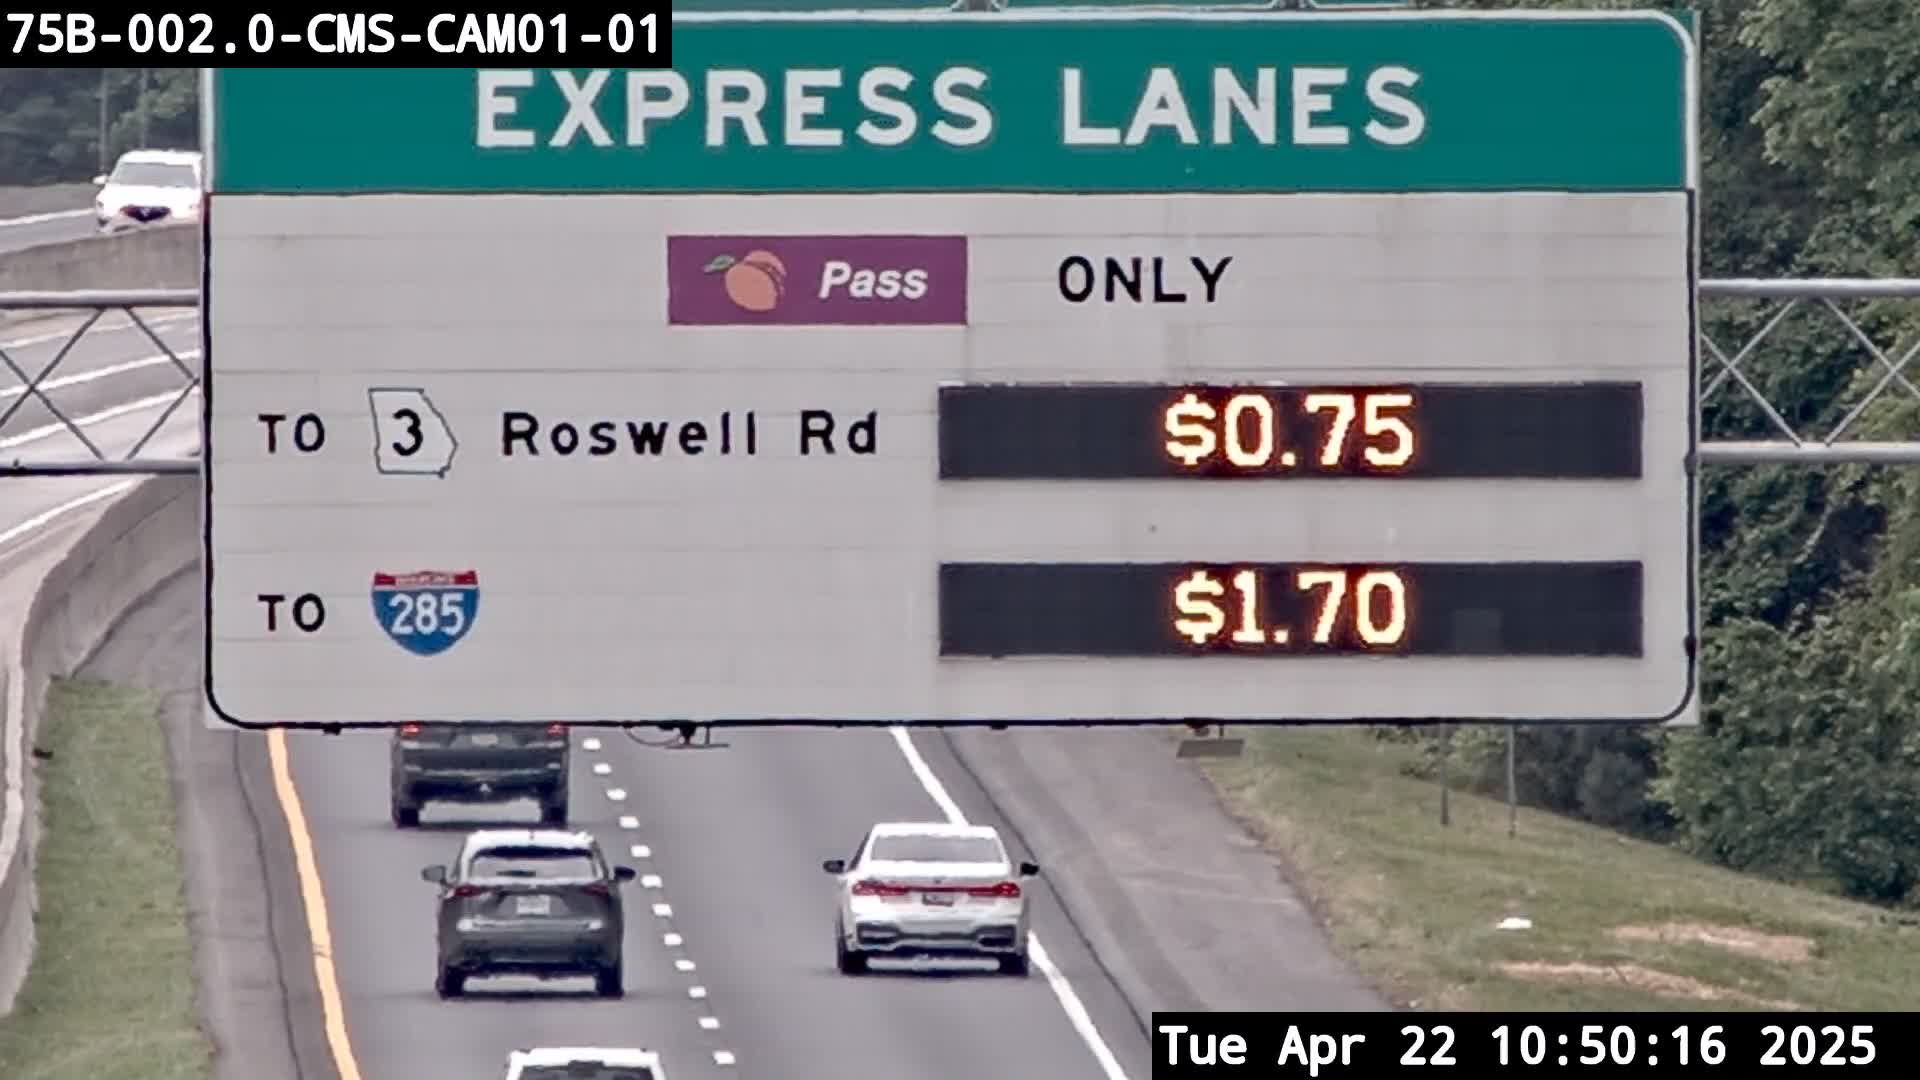 75B-002.0-CMS-CAM01-01
EXPRESS LANES
Pass ONLY
TO 3 Roswell Rd $0.75
TO 285 $1.70
Tue Apr 22 10:50:16 2025